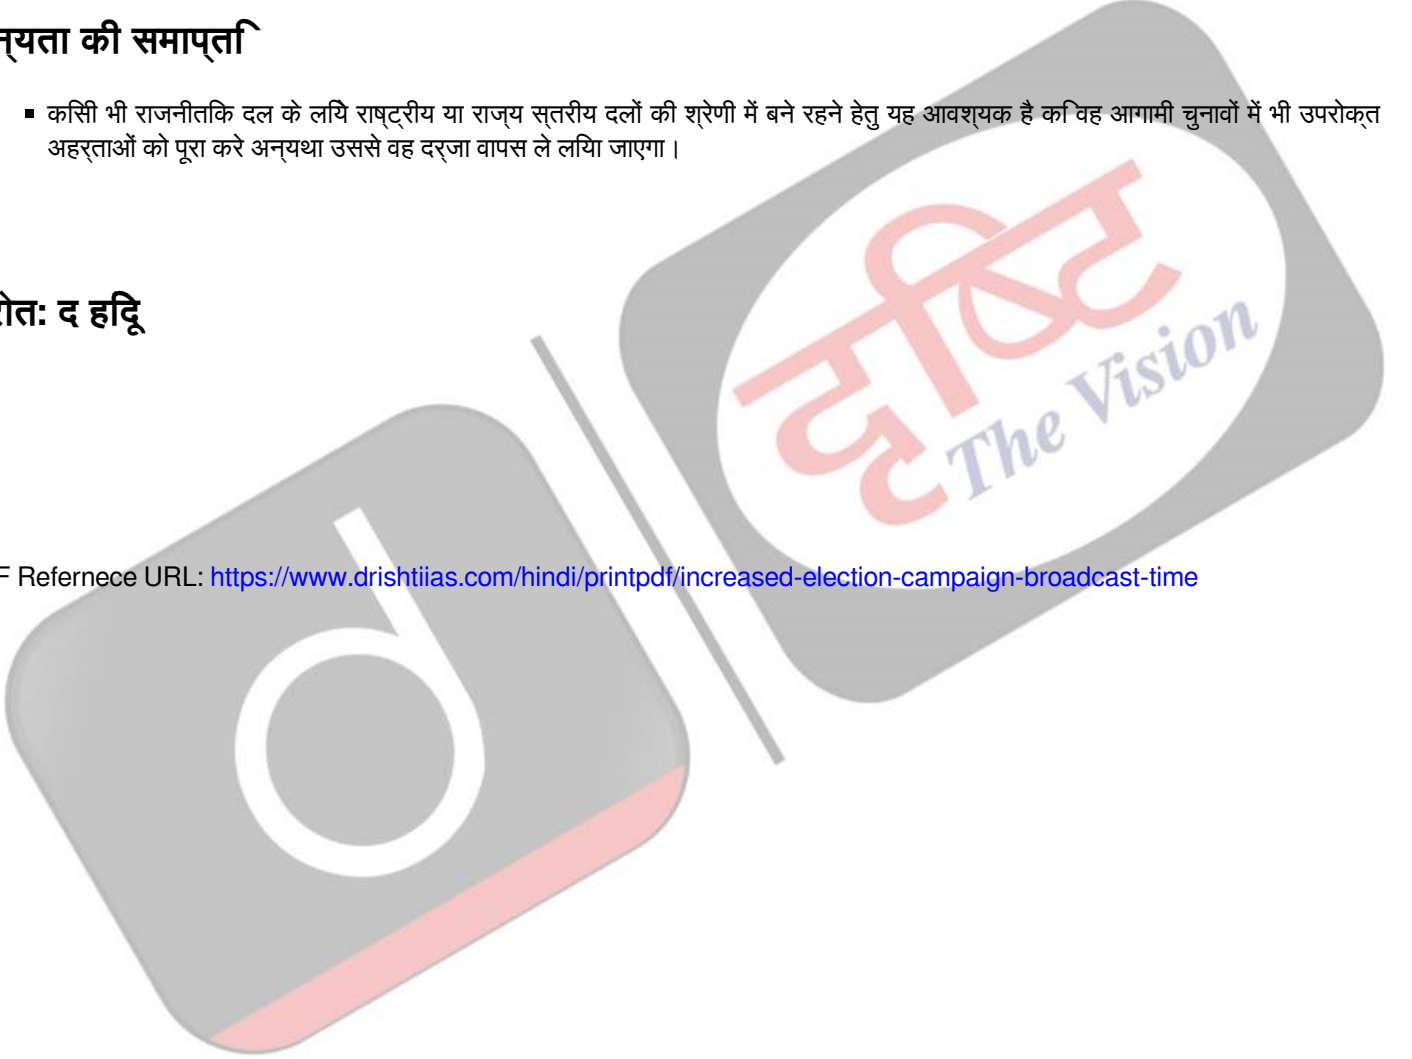 न्यता की समाप्ति
▪ किसी भी राजनीतिक दल के लिये राष्ट्रीय या राज्य स्तरीय दलों की श्रेणी में बने रहने हेतु यह आवश्यक है कि वह आगामी चुनावों में भी उपरोक्त
अहर्ताओं को पूरा करे अन्यथा उससे वह दर्जा वापस ले लिया जाएगा।
रोत: द हिंदू
दृष्टि
The Vision
F Refernece URL: https://www.drishtiias.com/hindi/printpdf/increased-election-campaign-broadcast-time
d